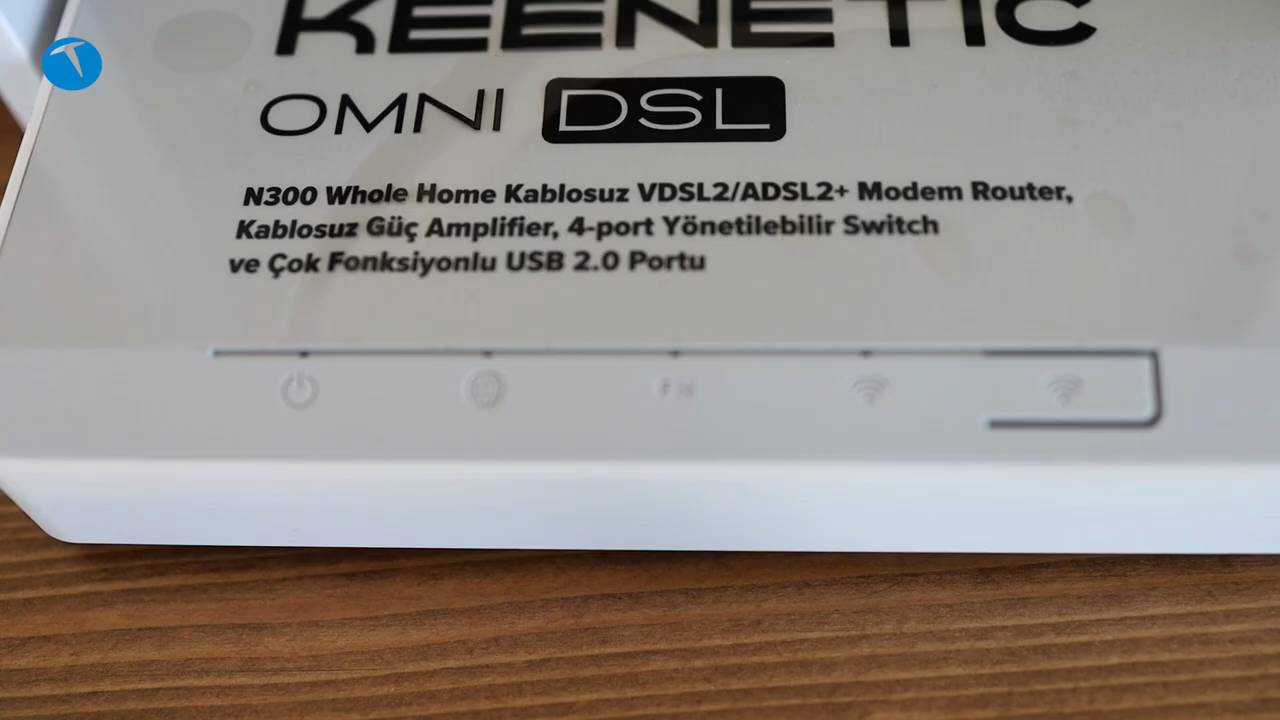 KEENETIC
OMNI DSL
N300 Whole Home Kablosuz VDSL2/ADSL2+ Modem Router,
Kablosuz Güç Amplifier, 4-port Yönetilebilir Switch
ve Çok Fonksiyonlu USB 2.0 Portu